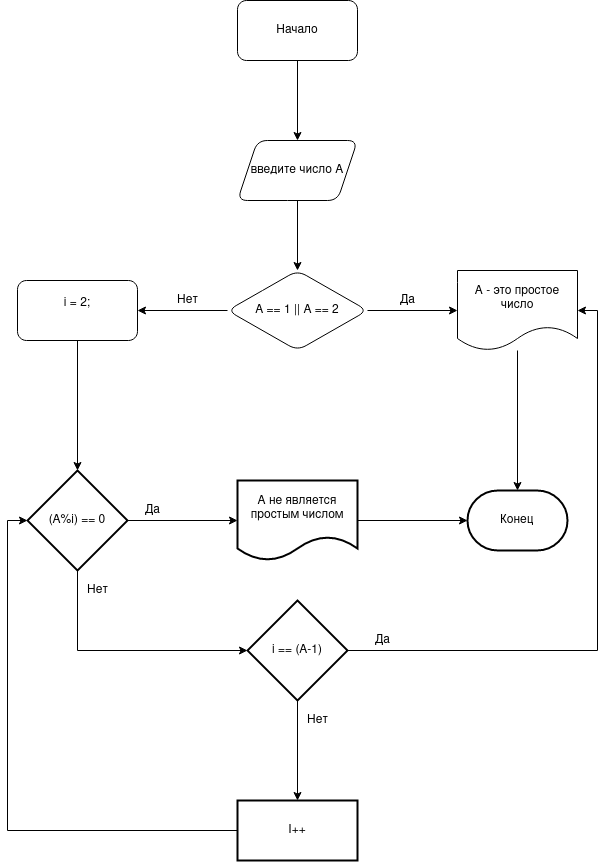 Начало
введите число А
А == 1 || А == 2
Нет
Да
i = 2;
А - это простое
число
(А%i) == 0
Да
А не является
простым числом
Конец
Нет
i == (А-1)
Да
Нет
I++